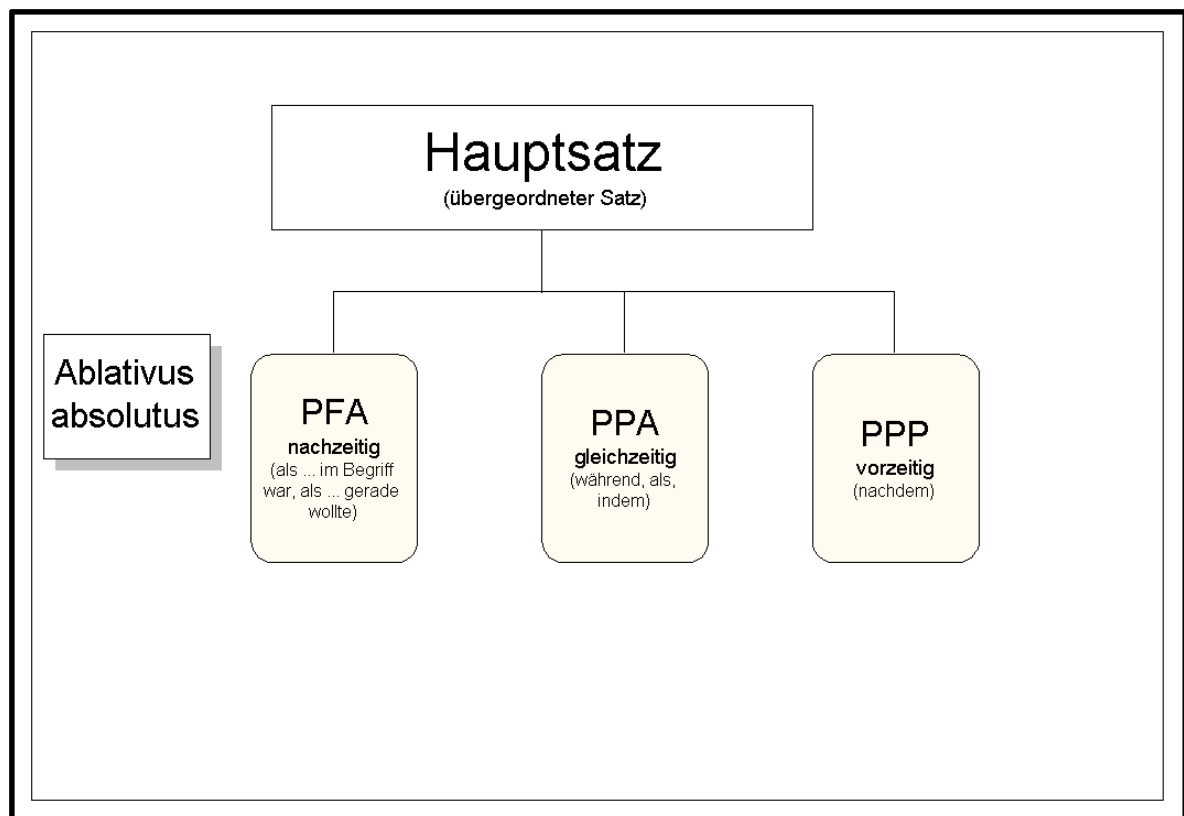 Hauptsatz
(übergeordneter Satz)
Ablativus
absolutus
PFA
nachzeitig
(als ... im Begriff
war, als ... gerade
wollte)
PPA
gleichzeitig
(während, als,
indem)
PPP
vorzeitig
(nachdem)